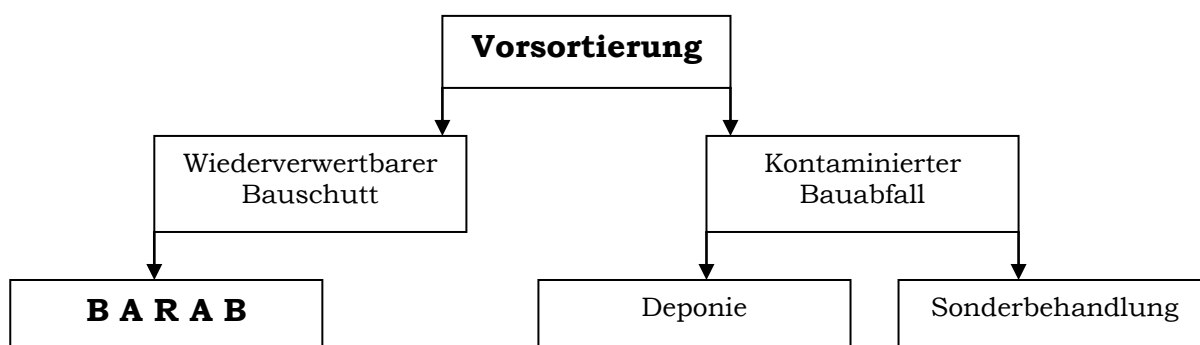 Vorsortierung
Wiederverwertbarer
Bauschutt
Kontaminierter
Bauabfall
B A R A B
Deponie
Sonderbehandlung